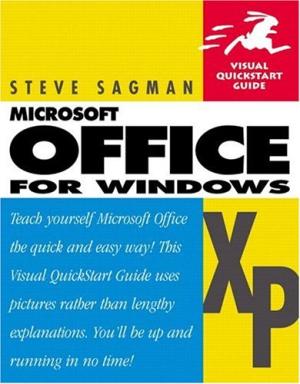 VISUAL
QUICKSTART
GUIDE
STEVE SAGMAN
MICROSOFT
OFFICE
FOR WINDOWS
XP
Teach yourself Microsoft Office
the quick and easy way! This
Visual QuickStart Guide uses
pictures rather than lengthy
explanations. You'll be up and
running in no time!